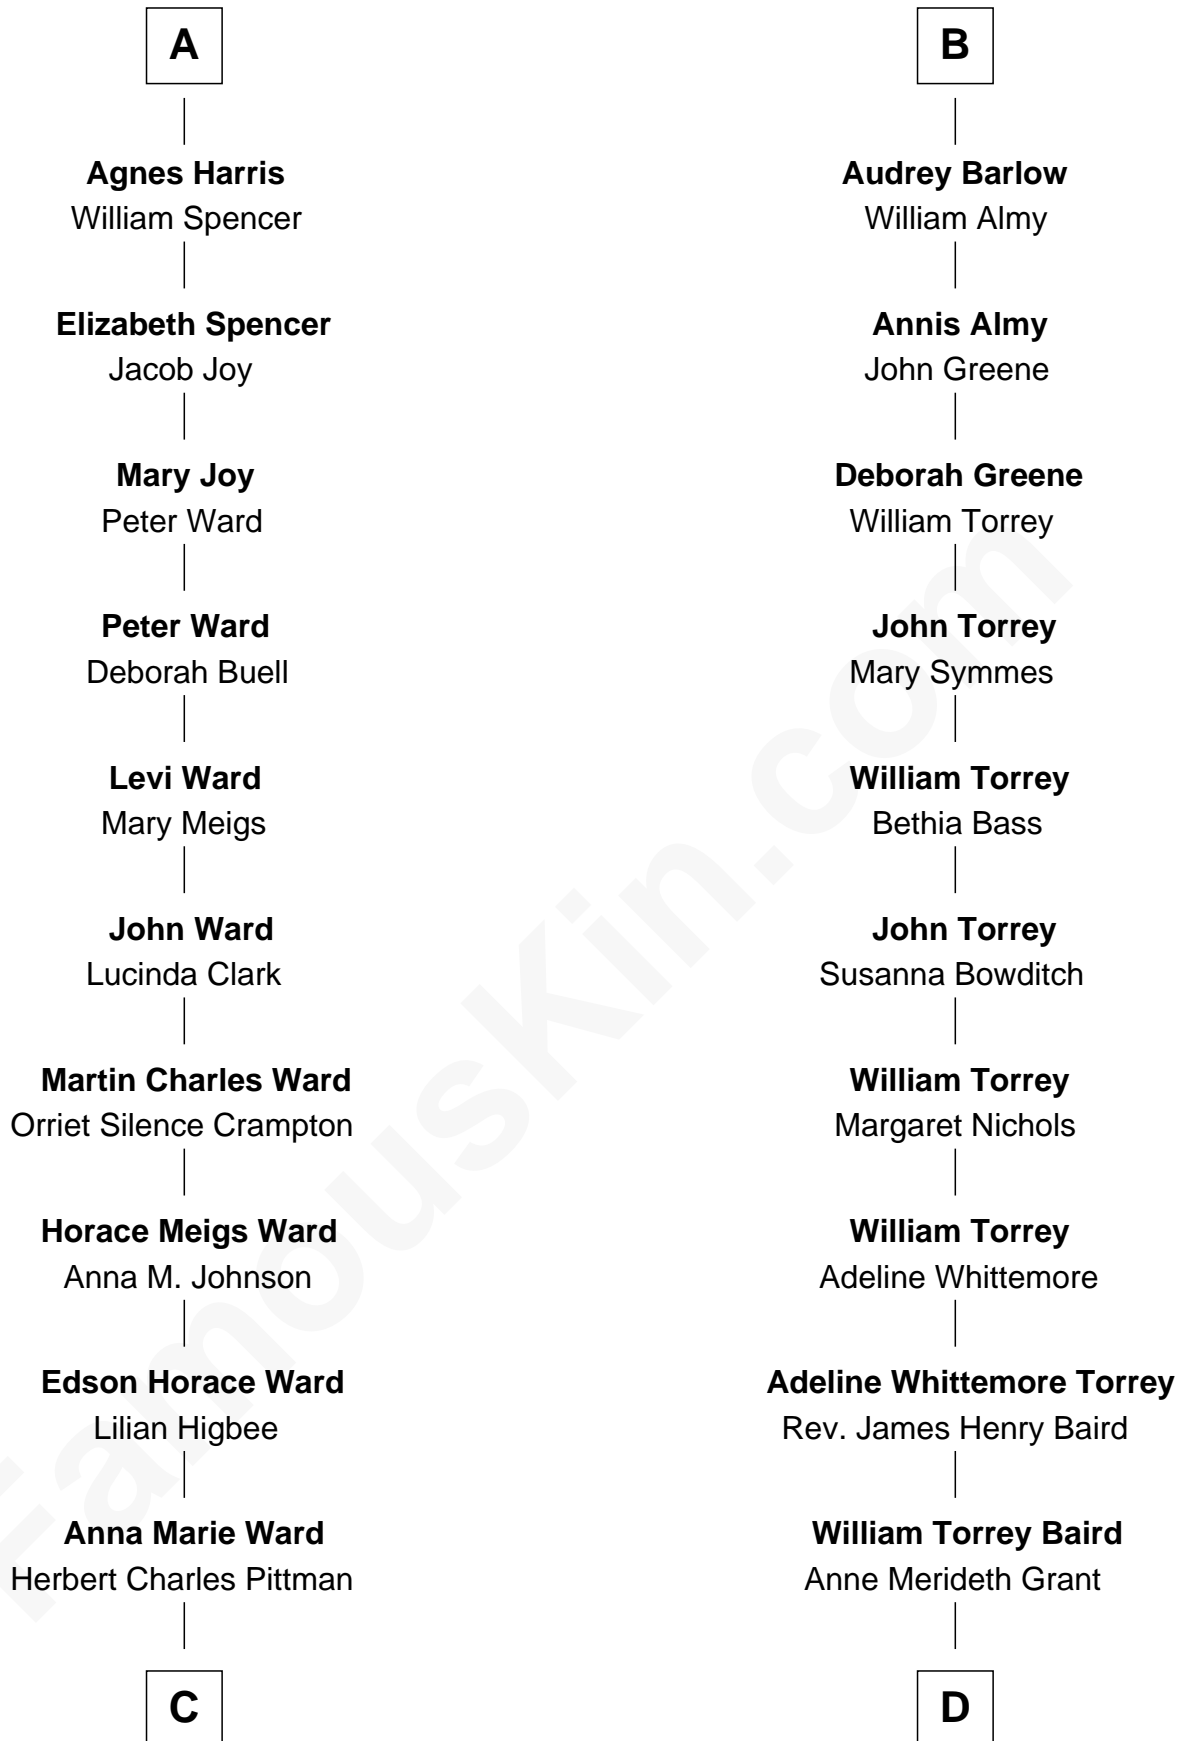 A
Agnes Harris
William Spencer
Elizabeth Spencer
Jacob Joy
Mary Joy
Peter Ward
Peter Ward
Deborah Buell
Levi Ward
Mary Meigs
John Ward
Lucinda Clark
Martin Charles Ward
Orriet Silence Crampton
Horace Meigs Ward
Anna M. Johnson
Edson Horace Ward
Lilian Higbee
Anna Marie Ward
Herbert Charles Pittman
C
B
Audrey Barlow
William Almy
Annis Almy
John Greene
Deborah Greene
William Torrey
John Torrey
Mary Symmes
William Torrey
Bethia Bass
John Torrey
Susanna Bowditch
William Torrey
Margaret Nichols
William Torrey
Adeline Whittemore
Adeline Whittemore Torrey
Rev. James Henry Baird
William Torrey Baird
Anne Merideth Grant
D
FamousKin.com